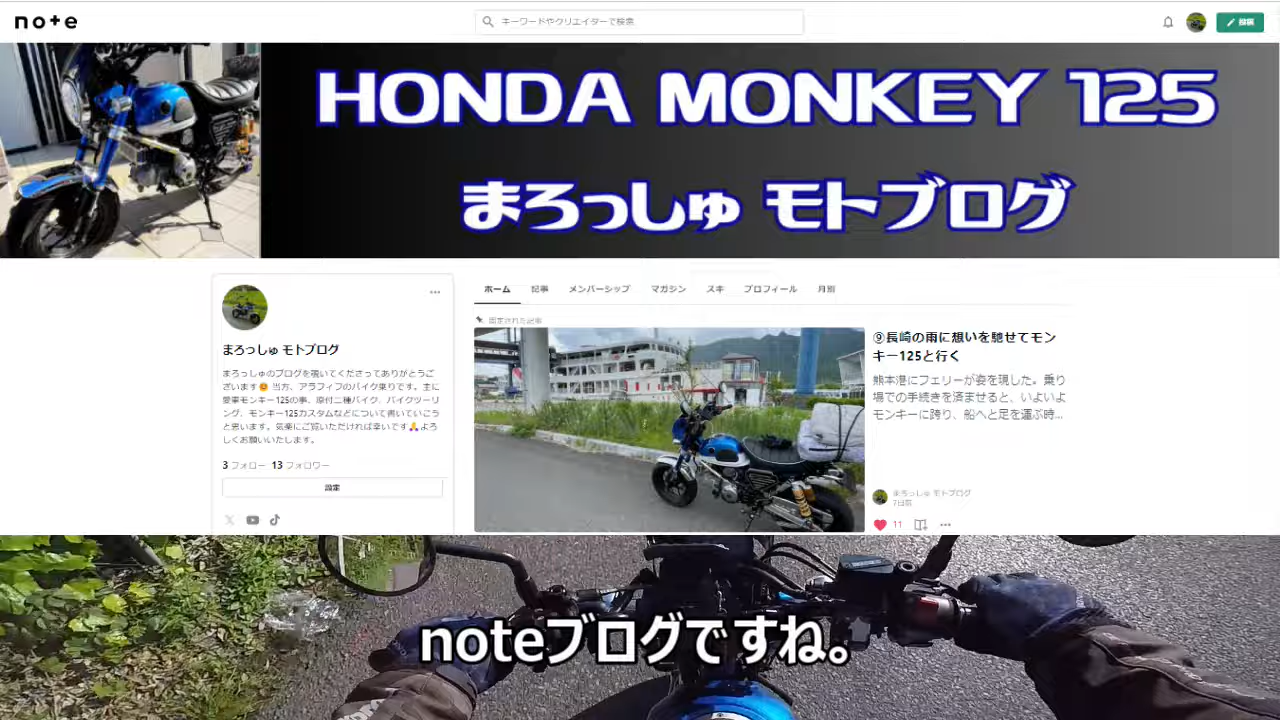 note
キーワードやクリエイターで検索
投稿
HONDA MONKEY 125
まろっしゅ モトブログ
ホーム 記事 メンバーシップ マガジン スキ プロフィール 月別
固定された記事
まろっしゅ モトブログ
まろっしゅのブログを覗いてくださってありがとうご
ざいます😊 当方、アラフィフのバイク乗りです。主に
愛車モンキー125の事、原付二種バイク、バイクツーリ
ング、モンキー125カスタムなどについて書いていこう
と思います。気楽にご覧いただければ幸いです🙏よろ
しくお願いいたします。
3 フォロー 13 フォロワー
設定
⑨長崎の雨に想いを馳せてモン
キー125と行く
熊本港にフェリーが姿を現した。乗り
場での手続きを済ませると、いよいよ
モンキーに跨り、船へと足を運ぶ時...
まろっしゅ モトブログ
7日前
11
noteブログですね。